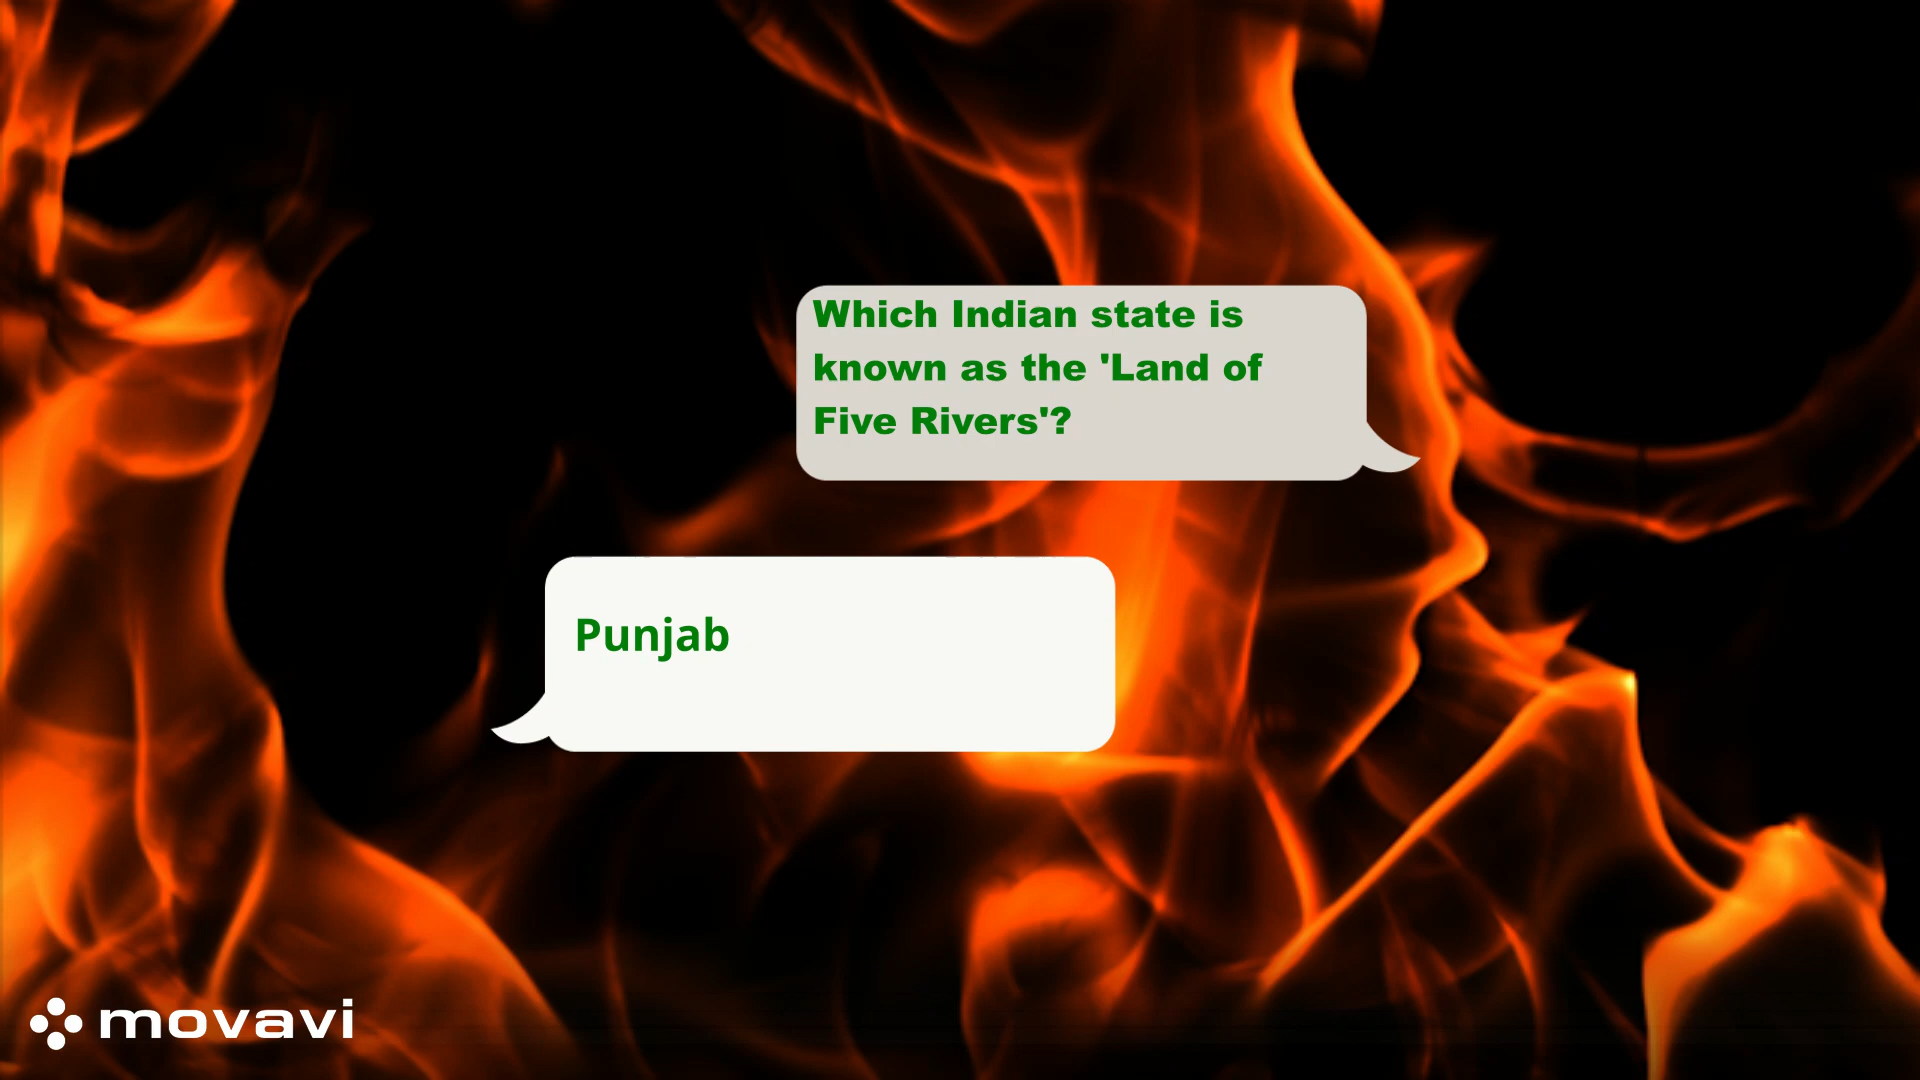 Which Indian state is
known as the 'Land of
Five Rivers'?
Punjab
movavi